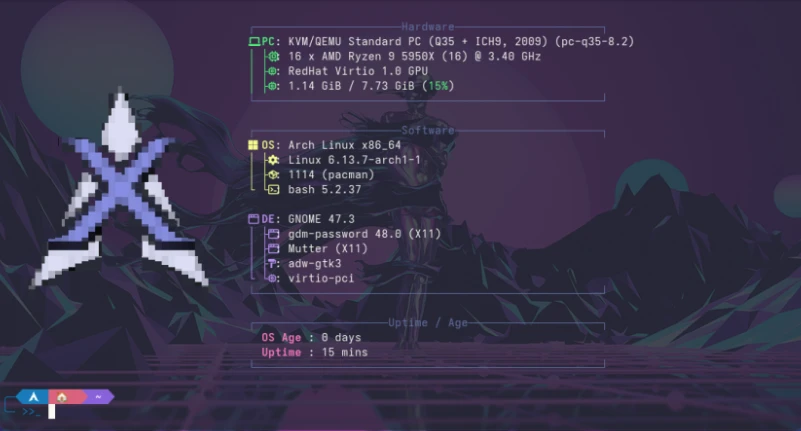 Hardware
PC: KVM/QEMU Standard PC (Q35 + ICH9, 2009) (pc-q35-8.2)
16 x AMD Ryzen 9 5950X (16) @ 3.40 GHz
RedHat Virtio 1.0 GPU
1.14 GiB / 7.73 GiB (15%)
Software
OS: Arch Linux x86_64
Linux 6.13.7-arch1-1
1114 (pacman)
bash 5.2.37
DE: GNOME 47.3
gdm-password 48.0 (X11)
Mutter (X11)
adw-gtk3
virtio-pci
Uptime / Age
OS Age : 0 days
Uptime : 15 mins
~
>>_